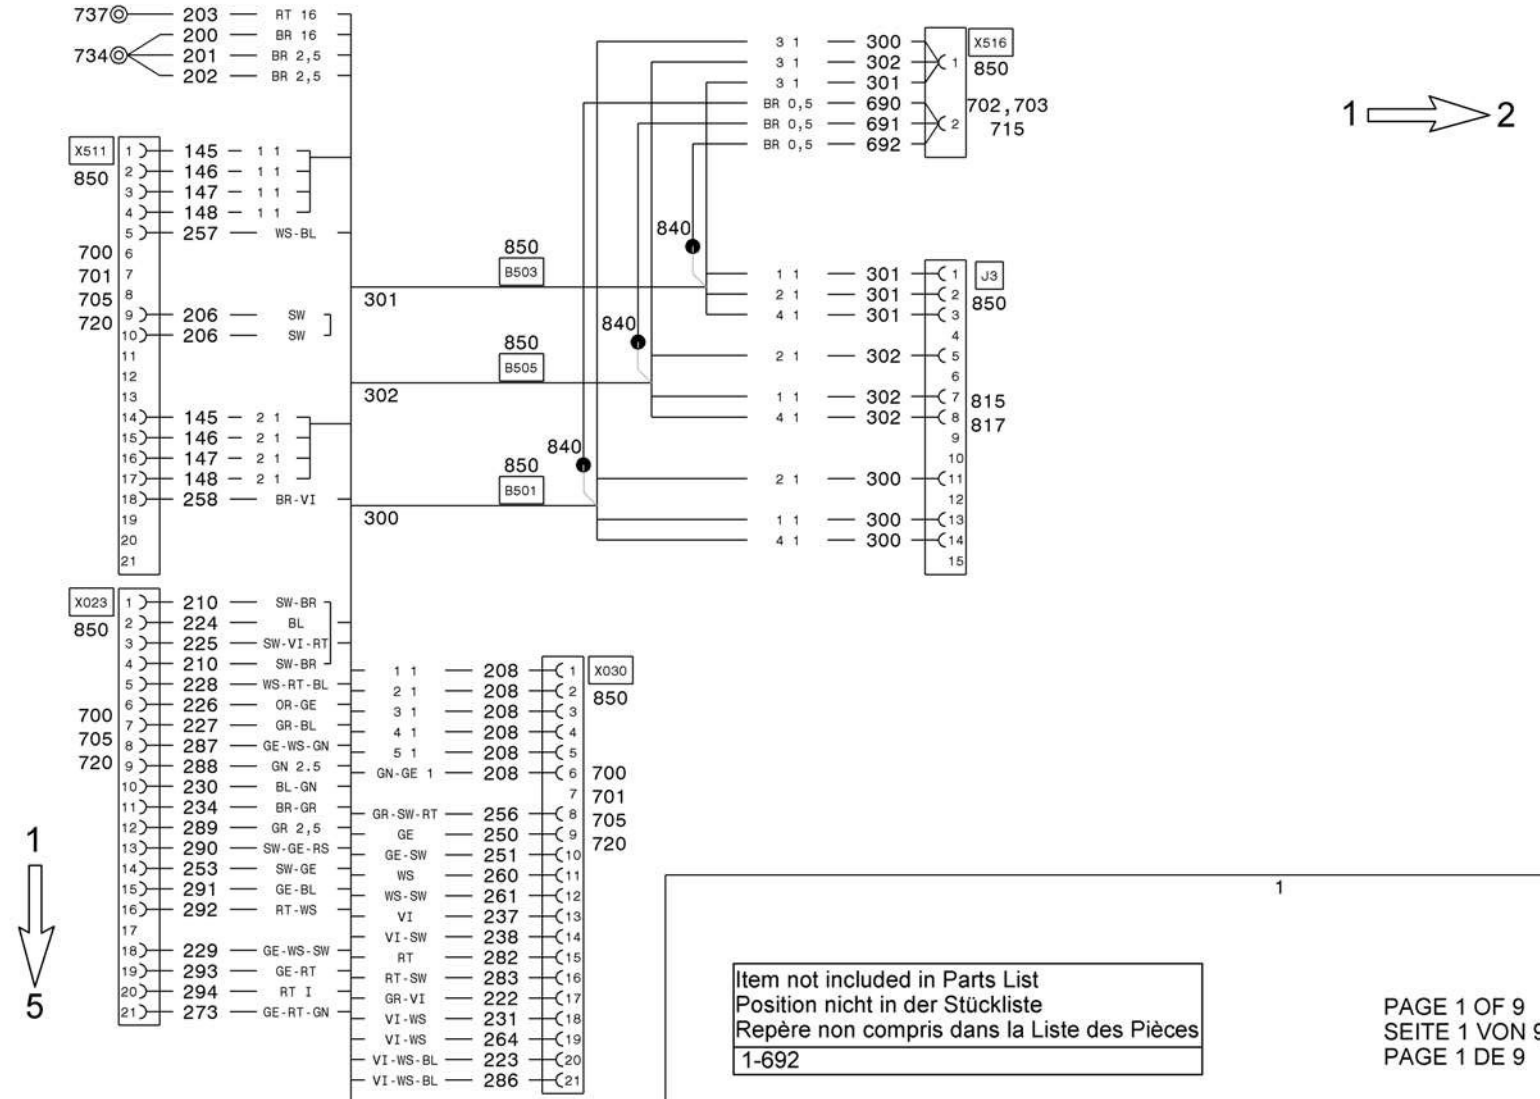 737 203 RT 16
200 BR 16
734 201 BR 2,5
202 BR 2,5
X511
850
1 145 1 1
2 146 1 1
3 147 1 1
4 148 1 1
5 257 WS-BL
700 6
701 7
705 8
720 9 206 SW
10 206 SW
11
12
13
14 145 2 1
15 146 2 1
16 147 2 1
17 148 2 1
18 258 BR-VI
19
20
21
850
B503
301
850
B505
302
850
B501
300
840
840
840
3 1 300 X516
3 1 302 1 850
3 1 301
BR 0,5 690 702,703
BR 0,5 691 2 715
BR 0,5 692
1 1 301 1 J3
2 1 301 2 850
4 1 301 3
4
2 1 302 5
6
1 1 302 7 815
4 1 302 8 817
9
10
2 1 300 11
12
1 1 300 13
4 1 300 14
15
1 2
X023
850
1 210 SW-BR
2 224 BL
3 225 SW-VI-RT
4 210 SW-BR
5 228 WS-RT-BL
6 226 OR-GE
700 7 227 GR-BL
705 8 287 GE-WS-GN
720 9 288 GN 2.5
10 230 BL-GN
11 234 BR-GR
12 289 GR 2,5
13 290 SW-GE-RS
14 253 SW-GE
15 291 GE-BL
16 292 RT-WS
17
18 229 GE-WS-SW
19 293 GE-RT
20 294 RT I
21 273 GE-RT-GN
1 1 208 1 X030
2 1 208 2 850
3 1 208 3
4 1 208 4
5 1 208 5
GN-GE 1 208 6 700
7 701
GR-SW-RT 256 8 705
GE 250 9 720
GE-SW 251 10
WS 260 11
WS-SW 261 12
VI 237 13
VI-SW 238 14
RT 282 15
RT-SW 283 16
GR-VI 222 17
VI-WS 231 18
VI-WS 264 19
VI-WS-BL 223 20
VI-WS-BL 286 21
1
5
1
Item not included in Parts List
Position nicht in der Stückliste
Repère non compris dans la Liste des Pièces
1-692
PAGE 1 OF 9
SEITE 1 VON 9
PAGE 1 DE 9